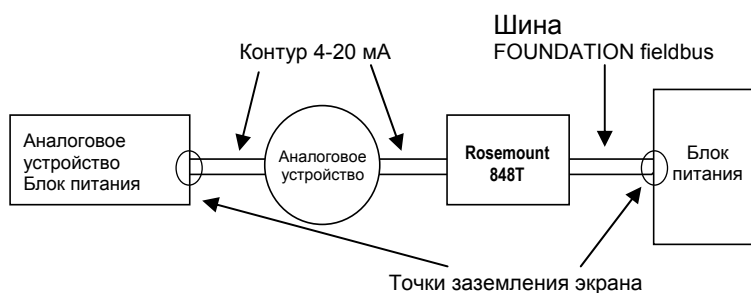 Шина
Контур 4-20 мА
FOUNDATION fieldbus
Аналоговое
устройство
Блок питания
Аналоговое
устройство
Rosemount
848T
Блок
питания
Точки заземления экрана